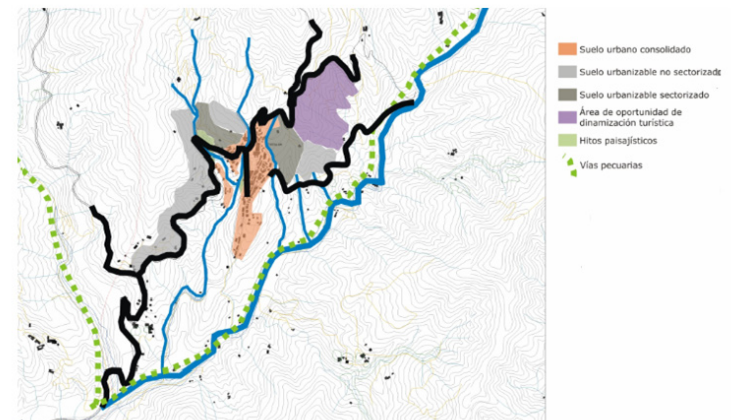 Suelo urbano consolidado
Suelo urbanizable no sectorizado
Suelo urbanizable sectorizado
Área de oportunidad de
dinamización turística
Hitos paisajísticos
Vías pecuarias